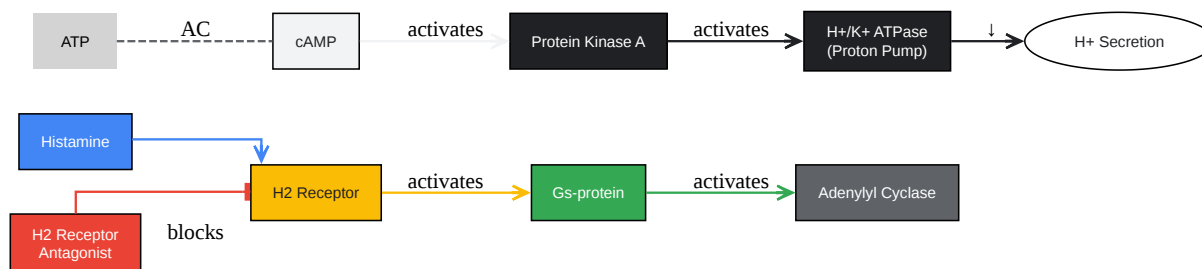 ATP
AC
cAMP
activates
Protein Kinase A
activates
H+/K+ ATPase
(Proton Pump)
↓
H+ Secretion
Histamine
H2 Receptor
activates
Gs-protein
activates
Adenylyl Cyclase
H2 Receptor
Antagonist
blocks